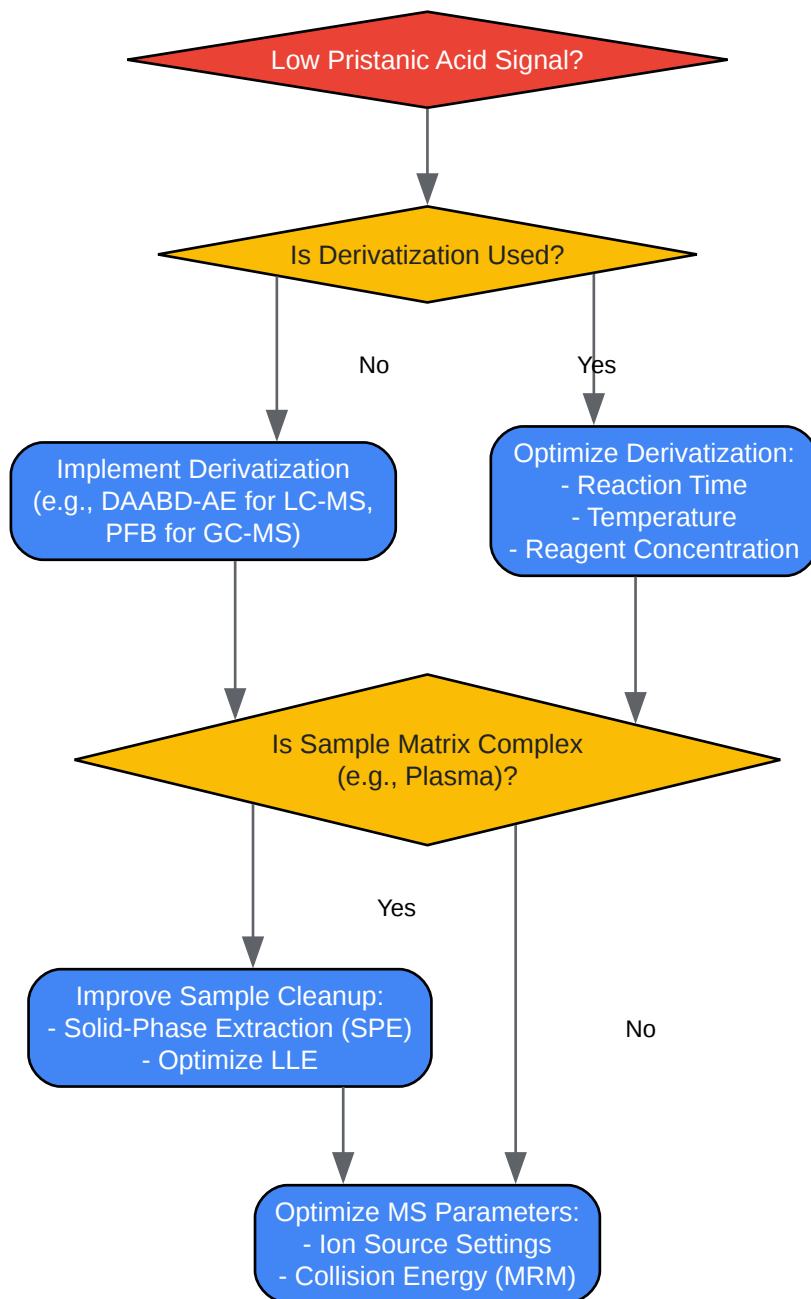 Low Pristanic Acid Signal?
Is Derivatization Used?
No
Yes
Implement Derivatization
(e.g., DAABD-AE for LC-MS,
PFB for GC-MS)
Optimize Derivatization:
- Reaction Time
- Temperature
- Reagent Concentration
Is Sample Matrix Complex
(e.g., Plasma)?
Yes
Improve Sample Cleanup:
- Solid-Phase Extraction (SPE)
- Optimize LLE
No
Optimize MS Parameters:
- Ion Source Settings
- Collision Energy (MRM)